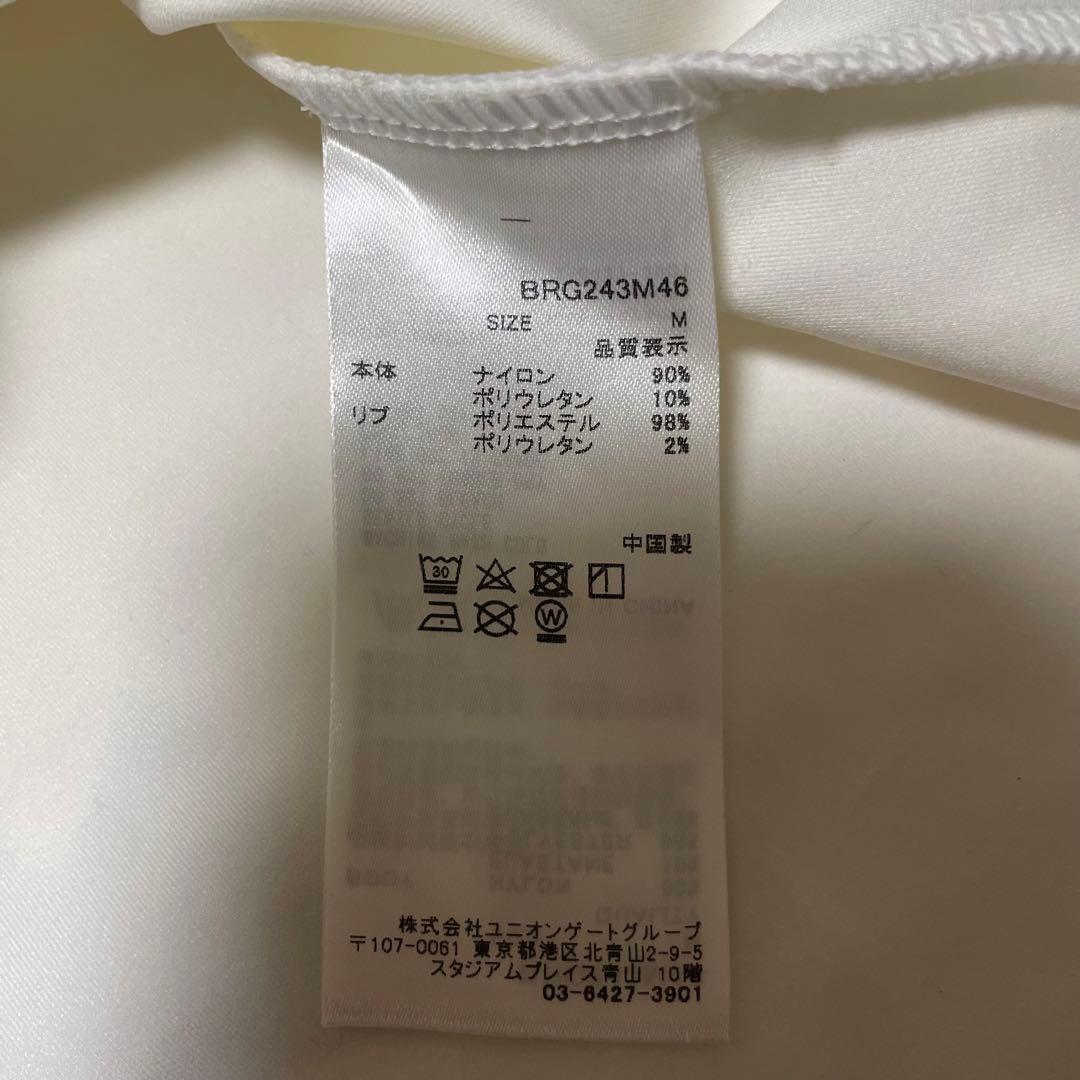 BRG243M46
SIZE M
品質表示
本体 ナイロン 90%
ポリウレタン 10%
リブ ポリエステル 98%
ポリウレタン 2%
中国製
30
W
株式会社ユニオンゲートグループ
〒107-0061 東京都港区北青山2-9-5
スタジアムプレイス青山 10階
03-6427-3901